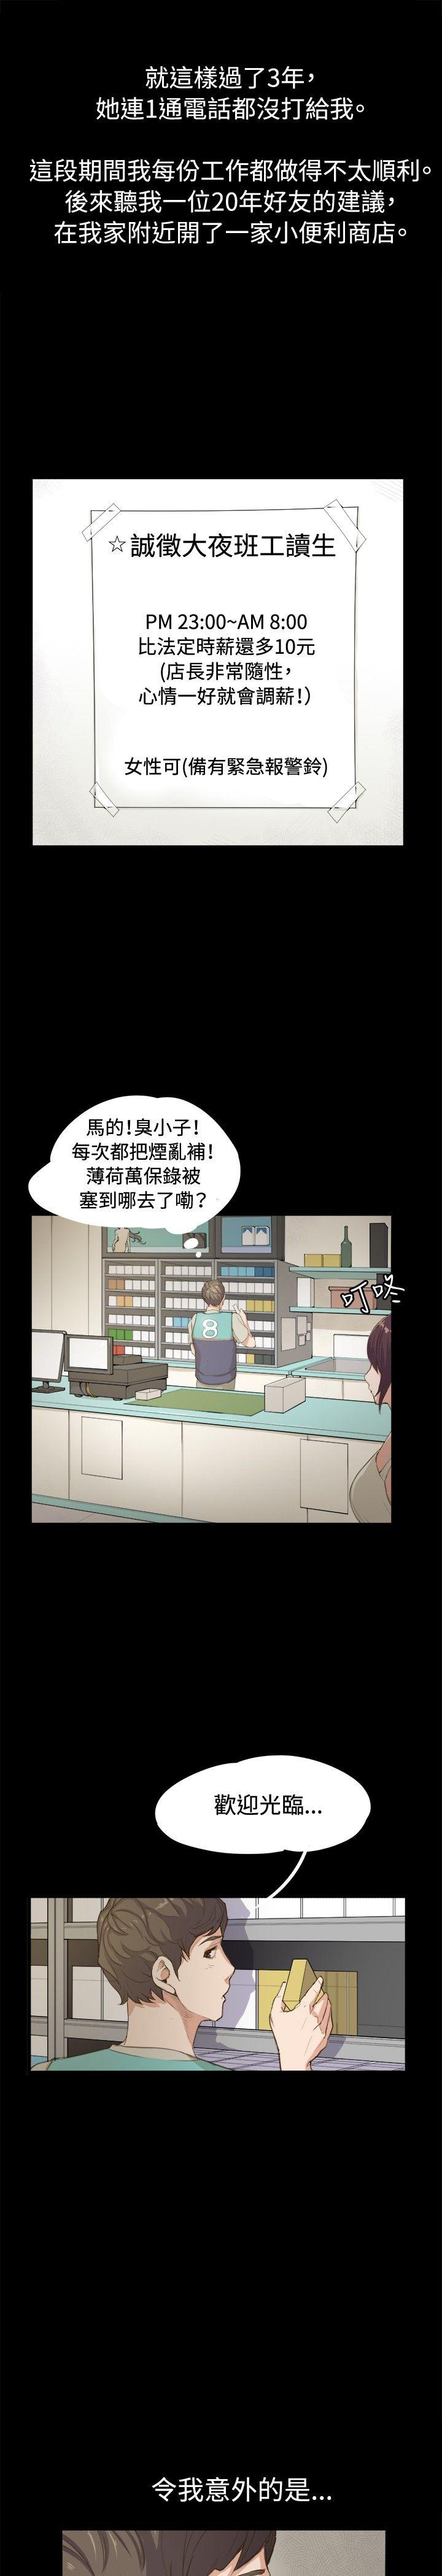 就這樣過了3年，
她連1通電話都沒打給我。
這段期間我每份工作都做得不太順利。
後來聽我一位20年好友的建議，
在我家附近開了一家小便利商店。
☆誠徵大夜班工讀生
PM 23:00~AM 8:00
比法定時薪還多10元
(店長非常隨性，
心情一好就會調薪！)
女性可(備有緊急報警鈴)
馬的！臭小子！
每次都把煙亂補！
薄荷萬保錄被
塞到哪去了嘞？
8
叮咚
歡迎光臨...
令我意外的是...